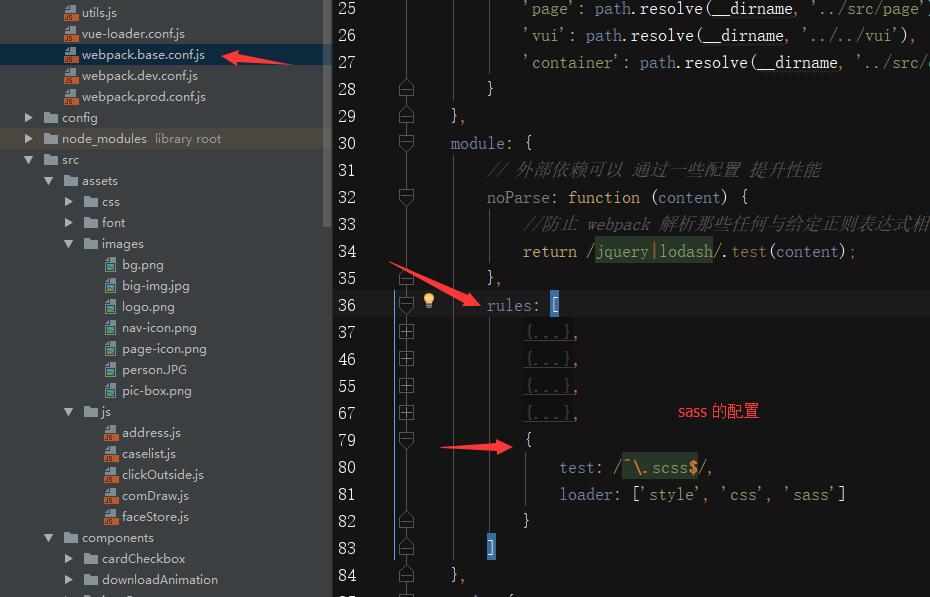 utils.js
vue-loader.conf.js
webpack.base.conf.js
webpack.dev.conf.js
webpack.prod.conf.js
config
node_modules library root
src
assets
css
font
images
bg.png
big-img.jpg
logo.png
nav-icon.png
page-icon.png
person.JPG
pic-box.png
js
address.js
caselist.js
clickOutside.js
comDraw.js
faceStore.js
components
cardCheckbox
downloadAnimation
25 'page': path.resolve(__dirname, '../src/page'
26 'vui': path.resolve(__dirname, '../../vui'),
27 'container': path.resolve(__dirname, '../src/
28 }
29 },
30 module: {
31 // 外部依赖可以 通过一些配置 提升性能
32 noParse: function (content) {
33 //防止 webpack 解析那些任何与给定正则表达式相
34 return /jquery|lodash/.test(content);
35 },
36 rules: [
37 {...},
46 {...},
55 {...},
67 {...},
sass 的配置
79 {
80 test: /^\.scss$/,
81 loader: ['style', 'css', 'sass']
82 }
83 ]
84 },